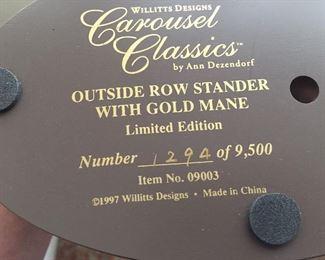 WILLITTS DESIGNS
Carousel
Classics™
by Ann Dezendorf
OUTSIDE ROW STANDER
WITH GOLD MANE
Limited Edition
Number 1294 of 9,500
Item No. 09003
©1997 Willitts Designs • Made in China